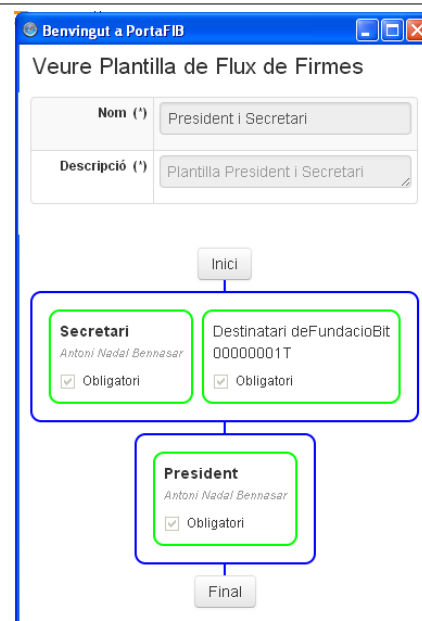 Benvingut a PortaFIB
Veure Plantilla de Flux de Firmes
Nom (*)
President i Secretari
Descripció (*)
Plantilla President i Secretari
Inici
Secretari
Antoni Nadal Bennasar
Obligatori
Destinatari deFundacioBit
00000001T
Obligatori
President
Antoni Nadal Bennasar
Obligatori
Final